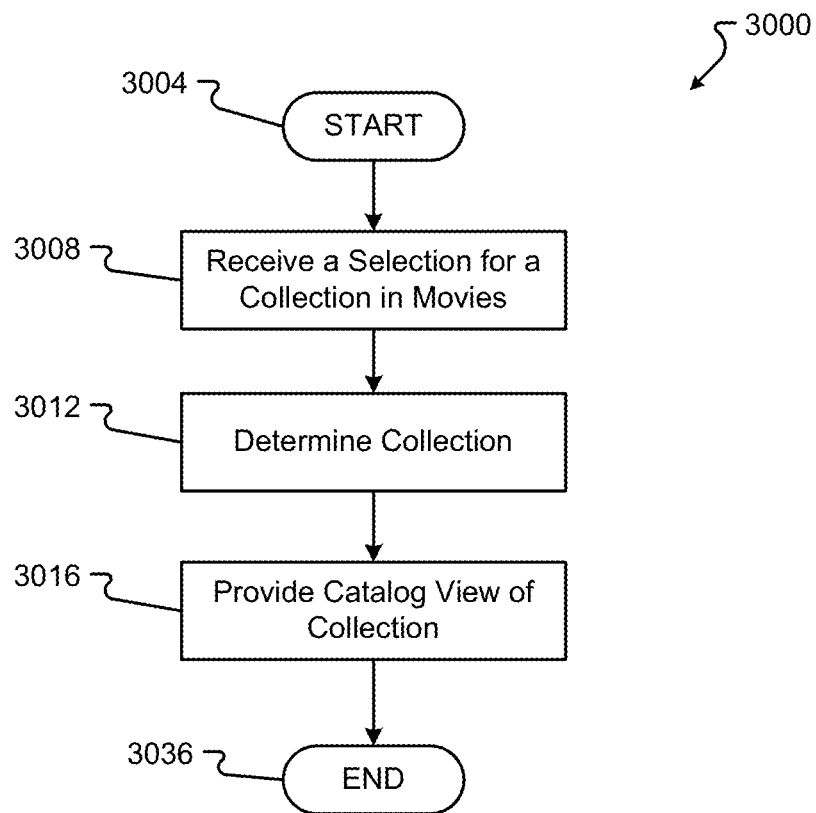 3000
3004
START
3008
Receive a Selection for a
Collection in Movies
3012
Determine Collection
3016
Provide Catalog View of
Collection
3036
END